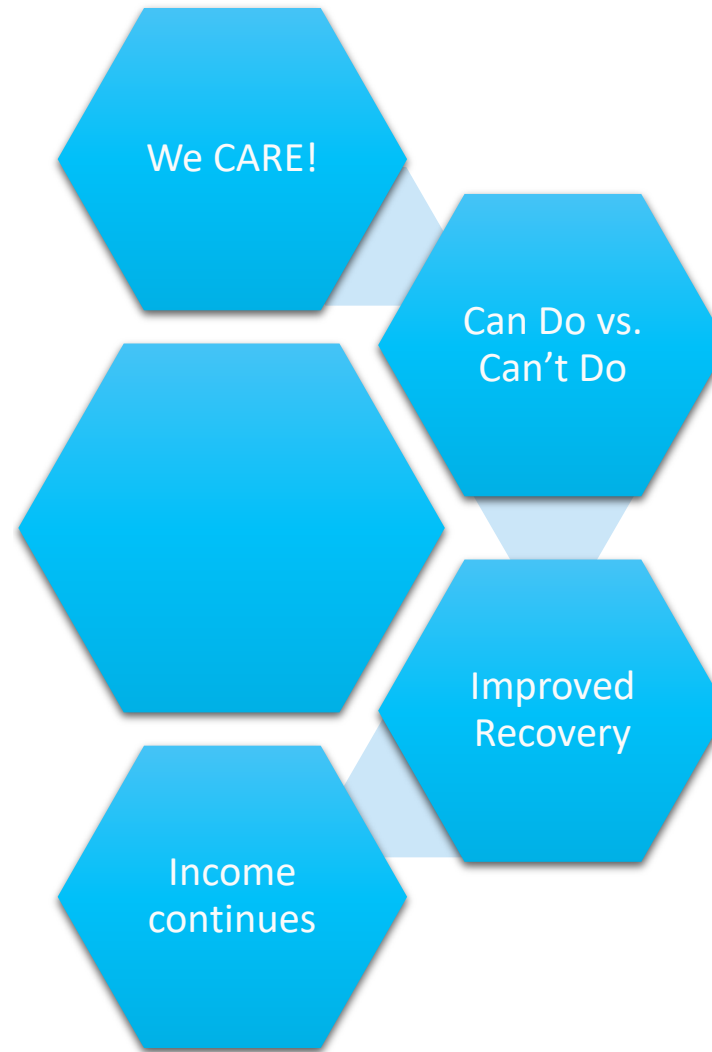 We CARE!
Can Do vs.
Can’t Do
Improved
Recovery
Income
continues